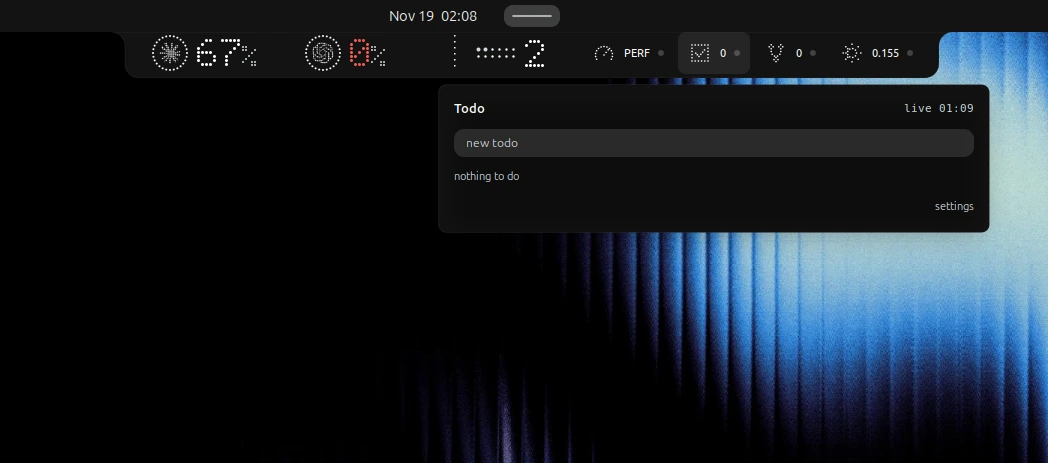 Nov 19 02:08
67% 0% 2 PERF 0 0 0.155
Todo live 01:09
new todo
nothing to do
settings